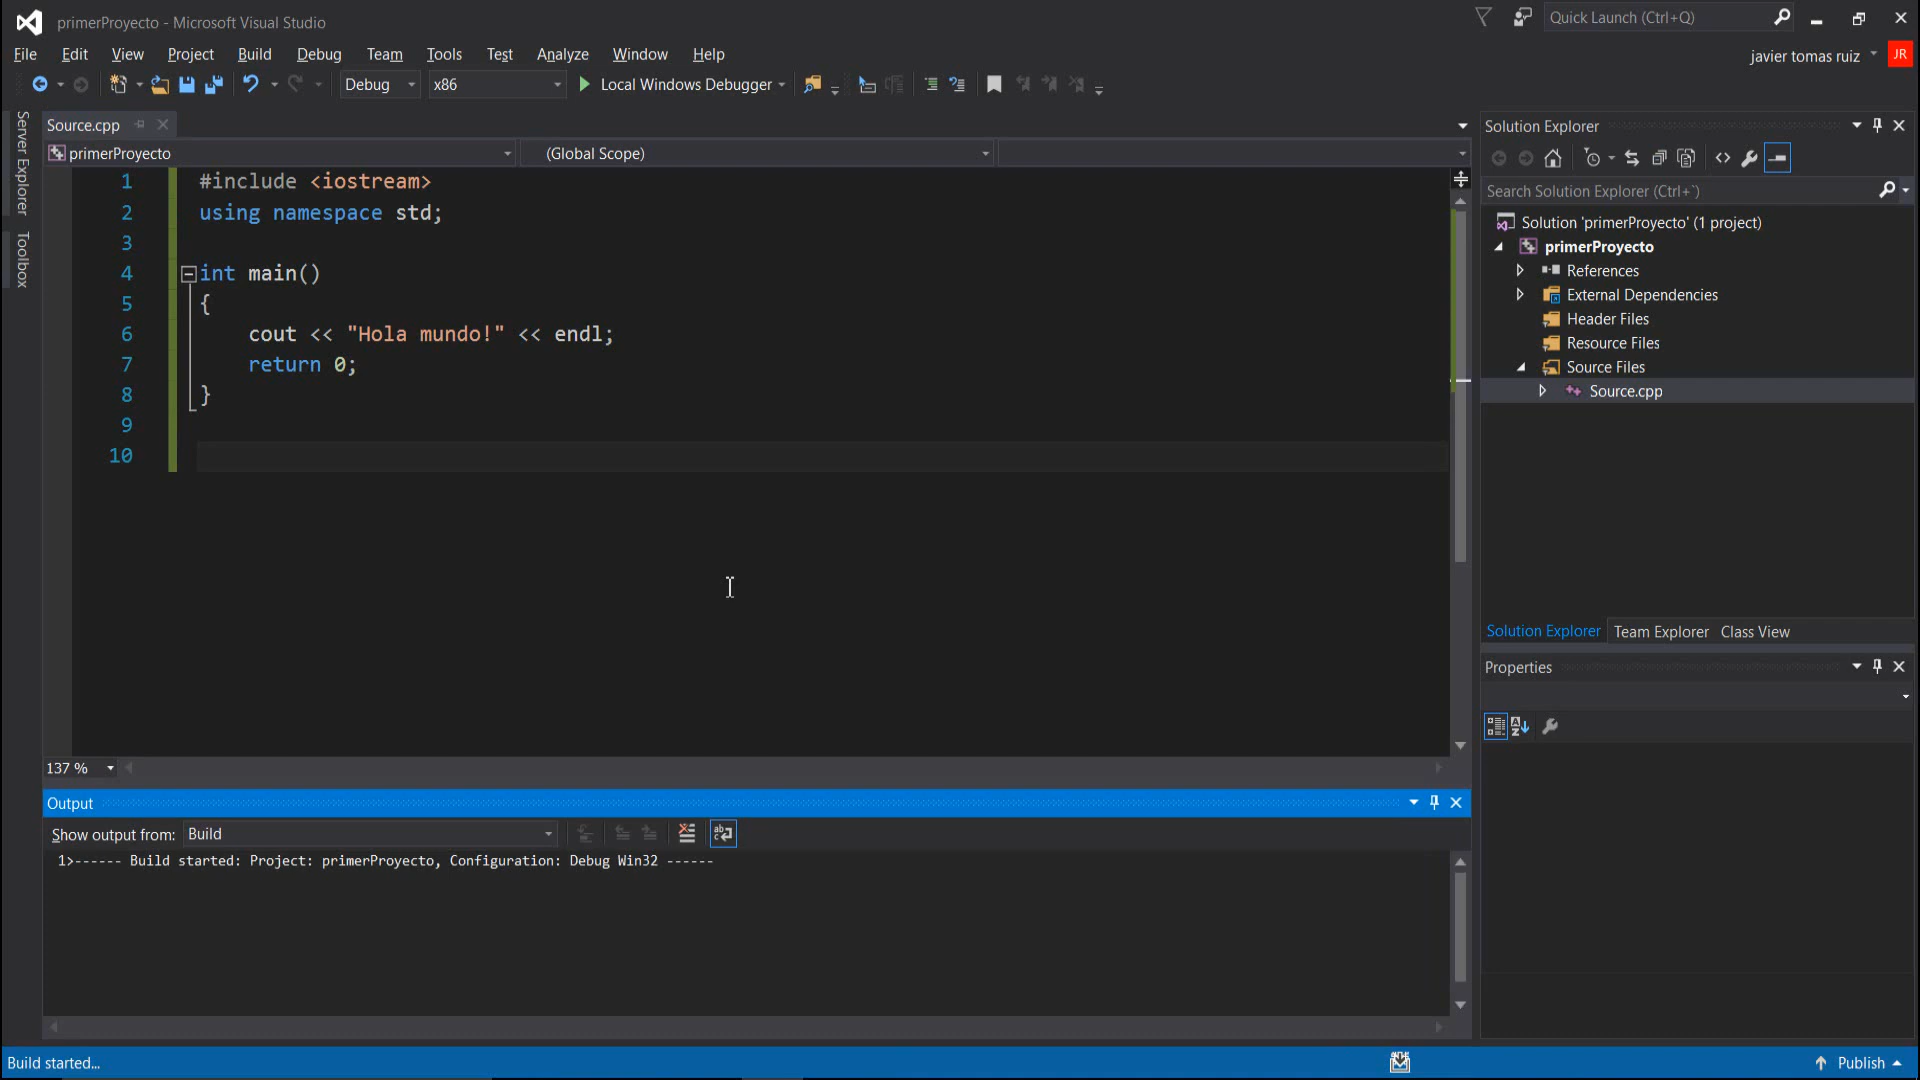 primerProyecto - Microsoft Visual Studio
Quick Launch (Ctrl+Q)
File Edit View Project Build Debug Team Tools Test Analyze Window Help
javier tomas ruiz JR
Debug x86 Local Windows Debugger
Server Explorer
Toolbox
Source.cpp
primerProyecto (Global Scope)
1 #include <iostream>
2 using namespace std;
3
4 int main()
5 {
6 cout << "Hola mundo!" << endl;
7 return 0;
8 }
9
10
137 %
Output
Show output from: Build
1>------ Build started: Project: primerProyecto, Configuration: Debug Win32 ------
Solution Explorer
Search Solution Explorer (Ctrl+`)
Solution 'primerProyecto' (1 project)
primerProyecto
References
External Dependencies
Header Files
Resource Files
Source Files
Source.cpp
Solution Explorer Team Explorer Class View
Properties
Build started...
Publish